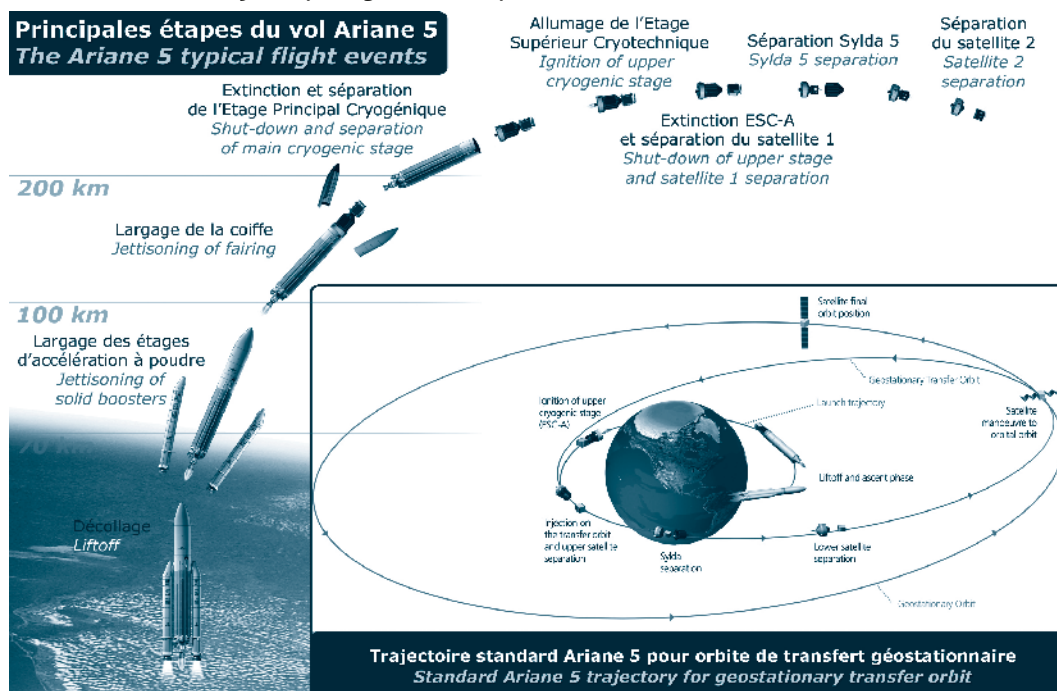 Principales étapes du vol Ariane 5
The Ariane 5 typical flight events
Allumage de l'Etage
Supérieur Cryotechnique
Ignition of upper
cryogenic stage
Séparation Sylda 5
Sylda 5 separation
Séparation
du satellite 2
Satellite 2
separation
Extinction et séparation
de l'Etage Principal Cryogénique
Shut-down and separation
of main cryogenic stage
Extinction ESC-A
et séparation du satellite 1
Shut-down of upper stage
and satellite 1 separation
200 km
Largage de la coiffe
Jettisoning of fairing
100 km
Largage des étages
d'accélération à poudre
Jettisoning of
solid boosters
70 km
Décollage
Liftoff
Satellite final
orbit position
Geostationary Transfer Orbit
Ignition of upper
cryogenic stage
(ESC-A)
Launch trajectory
Satellite
manoeuvre to
orbital orbit
Liftoff and ascent phase
Injection on
the transfer orbit
and upper satellite
separation
Sylda
separation
Lower satellite
separation
Geostationary Orbit
Trajectoire standard Ariane 5 pour orbite de transfert géostationnaire
Standard Ariane 5 trajectory for geostationary transfer orbit